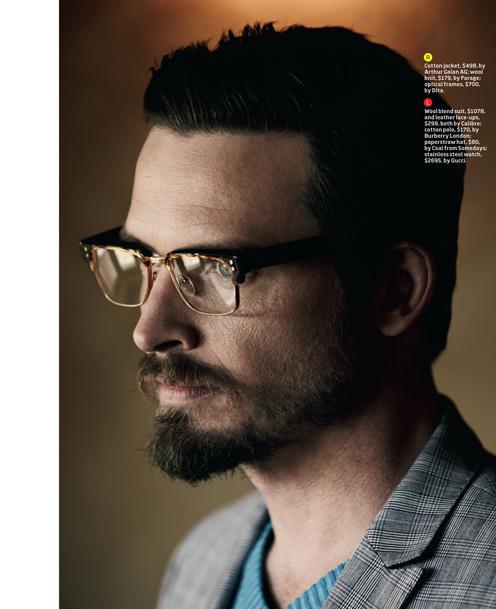 R
Cotton jacket, $498, by
Arthur Galan AG; wool
knit, $179, by Farage;
optical frames, $700,
by Dita.
L
Wool blend suit, $1078,
and leather lace-ups,
$299, both by Calibre;
cotton polo, $170, by
Burberry London;
paperstraw hat, $80,
by Coal from Somedays;
stainless steel watch,
$2695, by Gucci.